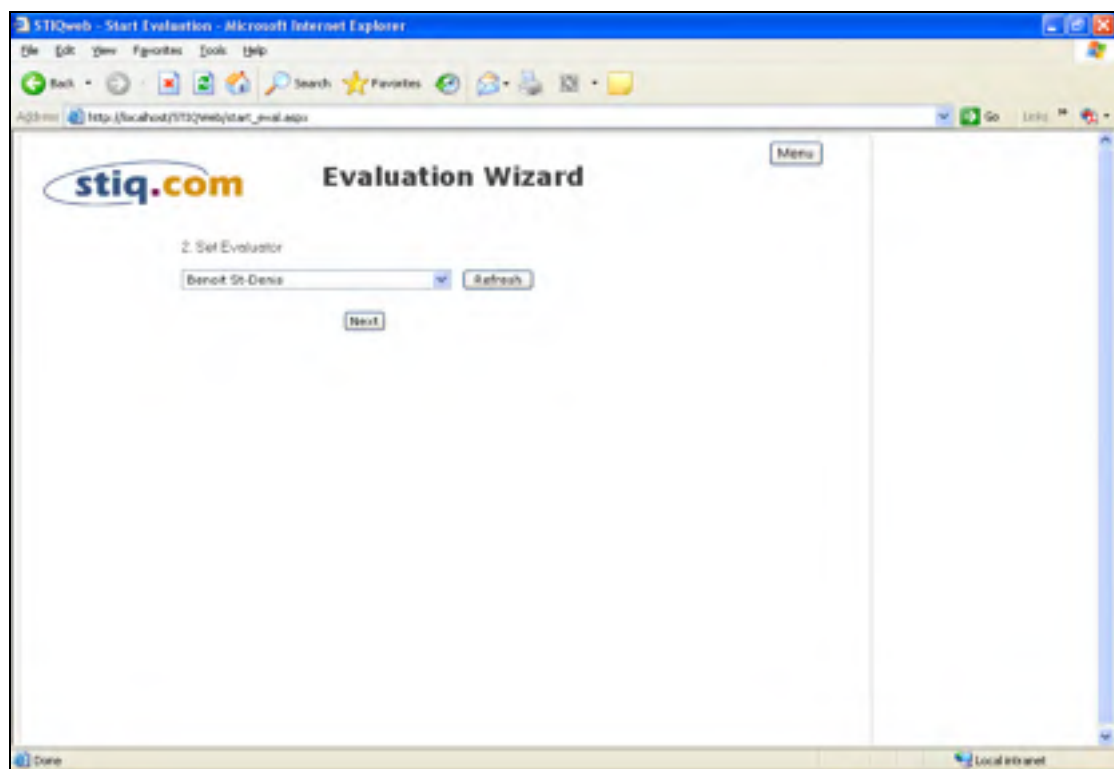 STIQweb - Start Evaluation - Microsoft Internet Explorer
File Edit View Favorites Tools Help
Back Search Favorites
Address http://localhost/STIQWeb/start_eval.aspx Go Links »
stiq.com Evaluation Wizard Menu
2. Set Evaluator
Benoit St-Denis Refresh
Next
Done Local intranet